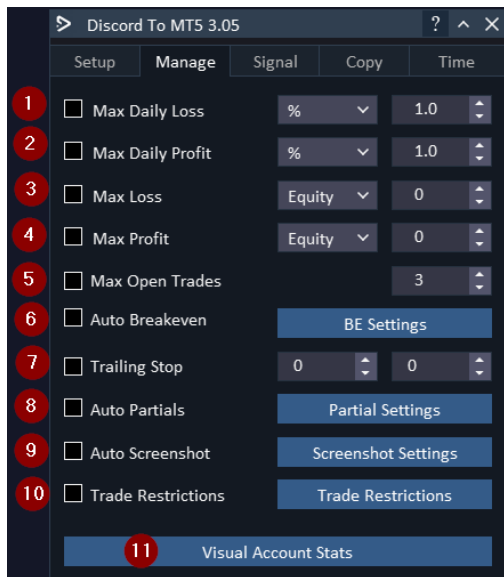 Discord To MT5 3.05 ?
Setup Manage Signal Copy Time
1 Max Daily Loss % 1.0
2 Max Daily Profit % 1.0
3 Max Loss Equity 0
4 Max Profit Equity 0
5 Max Open Trades 3
6 Auto Breakeven BE Settings
7 Trailing Stop 0 0
8 Auto Partials Partial Settings
9 Auto Screenshot Screenshot Settings
10 Trade Restrictions Trade Restrictions
11 Visual Account Stats